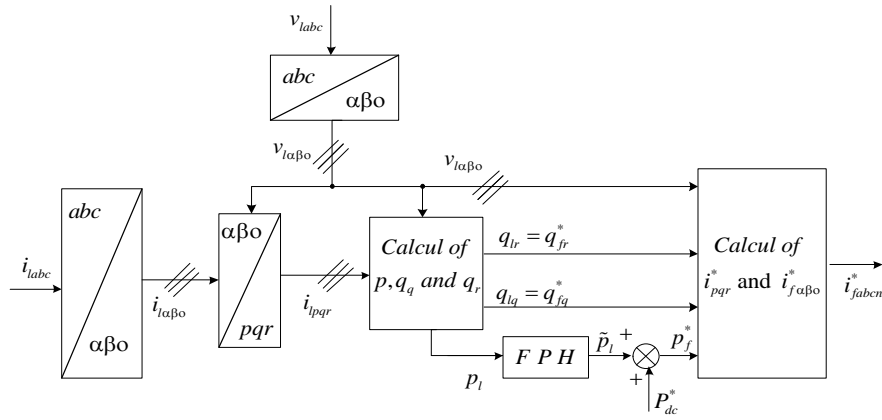 v_labc
abc
αβo
v_lαβo
v_lαβo
abc
αβo
i_labc
i_lαβo
αβo
pqr
i_lpqr
Calcul of
p, q_q and q_r
q_lr = q*_fr
q_lq = q*_fq
p_l
F P H
p̃_l
+
+
P*_dc
p*_f
Calcul of
i*_pqr and i*_fαβo
i*_fabcn